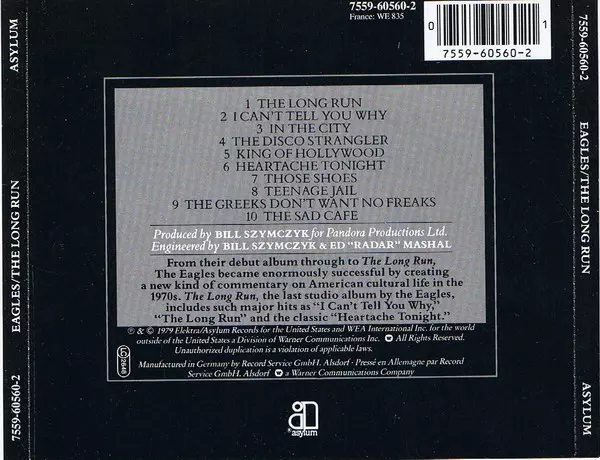 7559-60560-2
France: WE 835
0 1
7559-60560-2
ASYLUM
EAGLES/THE LONG RUN
7559-60560-2
7559-60560-2
EAGLES/THE LONG RUN
ASYLUM
1 THE LONG RUN
2 I CAN'T TELL YOU WHY
3 IN THE CITY
4 THE DISCO STRANGLER
5 KING OF HOLLYWOOD
6 HEARTACHE TONIGHT
7 THOSE SHOES
8 TEENAGE JAIL
9 THE GREEKS DON'T WANT NO FREAKS
10 THE SAD CAFE
Produced by BILL SZYMCZYK for Pandora Productions Ltd.
Engineered by BILL SZYMCZYK & ED "RADAR" MASHAL
From their debut album through to The Long Run,
The Eagles became enormously successful by creating
a new kind of commentary on American cultural life in the
1970s. The Long Run, the last studio album by the Eagles,
includes such major hits as "I Can't Tell You Why,"
"The Long Run" and the classic "Heartache Tonight."
℗ & © 1979 Elektra/Asylum Records for the United States and WEA International Inc. for the world
outside of the United States a Division of Warner Communications Inc. All Rights Reserved.
Unauthorized duplication is a violation of applicable laws.
LC 2646
Manufactured in Germany by Record Service GmbH. Alsdorf · Pressé en Allemagne par Record
Service GmbH. Alsdorf a Warner Communications Company
asylum